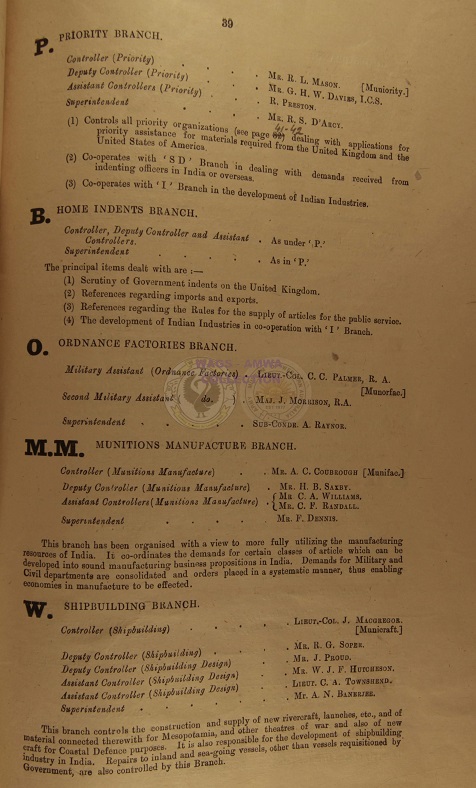 39
P. PRIORITY BRANCH.
Controller (Priority) . . . Mr. R. L. Mason. [Muniority.]
Deputy Controller (Priority) . . Mr. G. H. W. Davies, I.C.S.
Assistant Controllers (Priority) . . R. Preston.
Superintendent . . . Mr. R. S. D'Arcy.
(1) Controls all priority organizations (see page 41-42) dealing with applications for
priority assistance for materials required from the United Kingdom and the
United States of America.
(2) Co-operates with 'SD' Branch in dealing with demands received from
indenting officers in India or overseas.
(3) Co-operates with 'I' Branch in the development of Indian Industries.
B. HOME INDENTS BRANCH.
Controller, Deputy Controller and Assistant . As under 'P.'
Controllers.
Superintendent . . . . . As in 'P.'
The principal items dealt with are :—
(1) Scrutiny of Government indents on the United Kingdom.
(2) References regarding imports and exports.
(3) References regarding the Rules for the supply of articles for the public service.
(4) The development of Indian Industries in co-operation with 'I' Branch.
O. ORDNANCE FACTORIES BRANCH.
WAGS AMWA
COLLECTION
Military Assistant (Ordnance Factories) . Lieut.-Col. C. C. Palmer, R. A.
[Munorfac.]
Second Military Assistant ( do. ) . Maj. J. Morrison, R.A.
Superintendent . . . . Sub-Condr. A. Raynor.
M.M. MUNITIONS MANUFACTURE BRANCH.
Controller (Munitions Manufacture) . . Mr. A. C. Coubrough [Munifac.]
Deputy Controller (Munitions Manufacture) . Mr. H. B. Saxby.
Assistant Controllers (Munitions Manufacture) . { Mr. C. A. Williams.
{ Mr. C. F. Randall.
Superintendent . . . . Mr. F. Dennis.
This branch has been organised with a view to more fully utilizing the manufacturing
resources of India. It co-ordinates the demands for certain classes of article which can be
developed into sound manufacturing business propositions in India. Demands for Military and
Civil departments are consolidated and orders placed in a systematic manner, thus enabling
economies in manufacture to be effected.
W. SHIPBUILDING BRANCH.
Controller (Shipbuilding) . . . . Lieut.-Col. J. Macgregor.
[Municraft.]
Deputy Controller (Shipbuilding) . . . Mr. R. G. Soper.
Deputy Controller (Shipbuilding Design) . . Mr. J. Proud.
Assistant Controller (Shipbuilding) . . Mr. W. J. F. Hutcheson.
Assistant Controller (Shipbuilding Design) . . Lieut. C. A. Townshend.
Superintendent . . . . Mr. A. N. Banerjee.
This branch controls the construction and supply of new rivercraft, launches, etc., and of
material connected therewith for Mesopotamia, and other theatres of war and also of new
craft for Coastal Defence purposes. It is also responsible for the development of shipbuilding
industry in India. Repairs to inland and sea-going vessels, other than vessels requisitioned by
Government, are also controlled by this Branch.